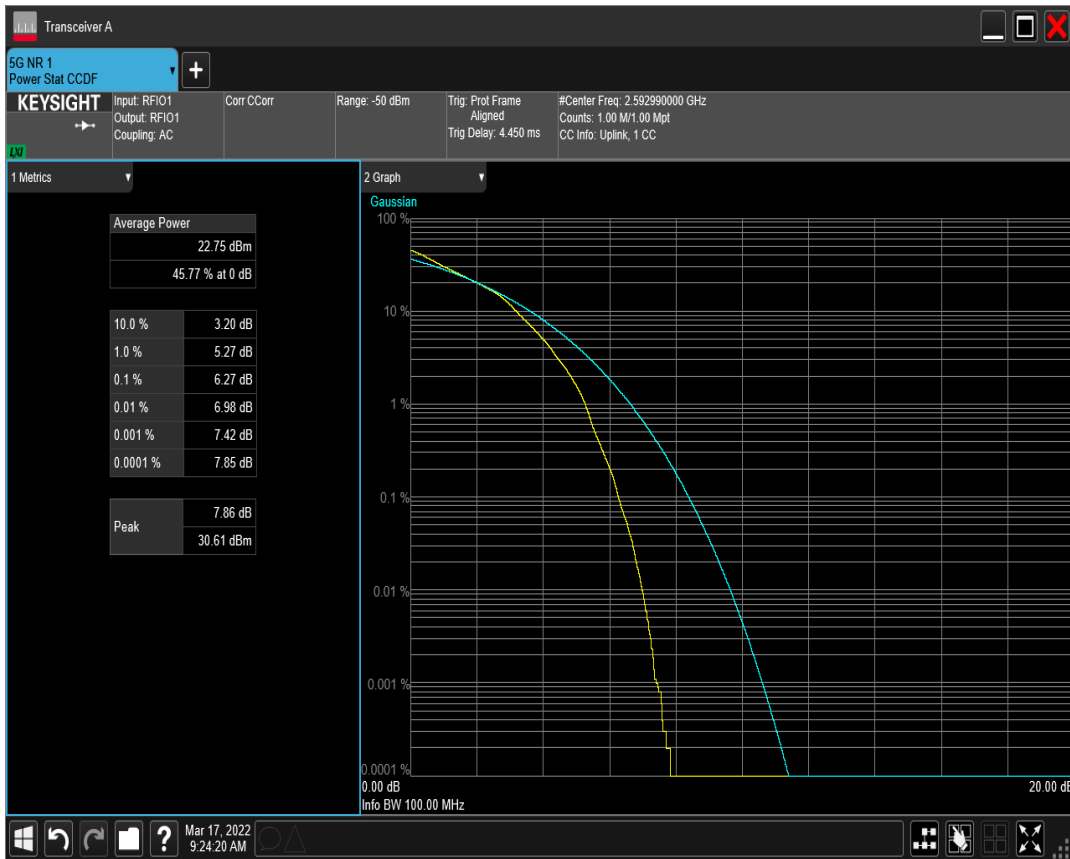 Transceiver A
5G NR 1
Power Stat CCDF
+
KEYSIGHT
LXI
Input: RFIO1
Output: RFIO1
Coupling: AC
Corr CCorr
Range: -50 dBm
Trig: Prot Frame
Aligned
Trig Delay: 4.450 ms
#Center Freq: 2.592990000 GHz
Counts: 1.00 M/1.00 Mpt
CC Info: Uplink, 1 CC
1 Metrics
Average Power
22.75 dBm
45.77 % at 0 dB
10.0 % 3.20 dB
1.0 % 5.27 dB
0.1 % 6.27 dB
0.01 % 6.98 dB
0.001 % 7.42 dB
0.0001 % 7.85 dB
Peak
7.86 dB
30.61 dBm
2 Graph
Gaussian
100 %
10 %
1 %
0.1 %
0.01 %
0.001 %
0.0001 %
0.00 dB 20.00 dB
Info BW 100.00 MHz
?
Mar 17, 2022
9:24:20 AM